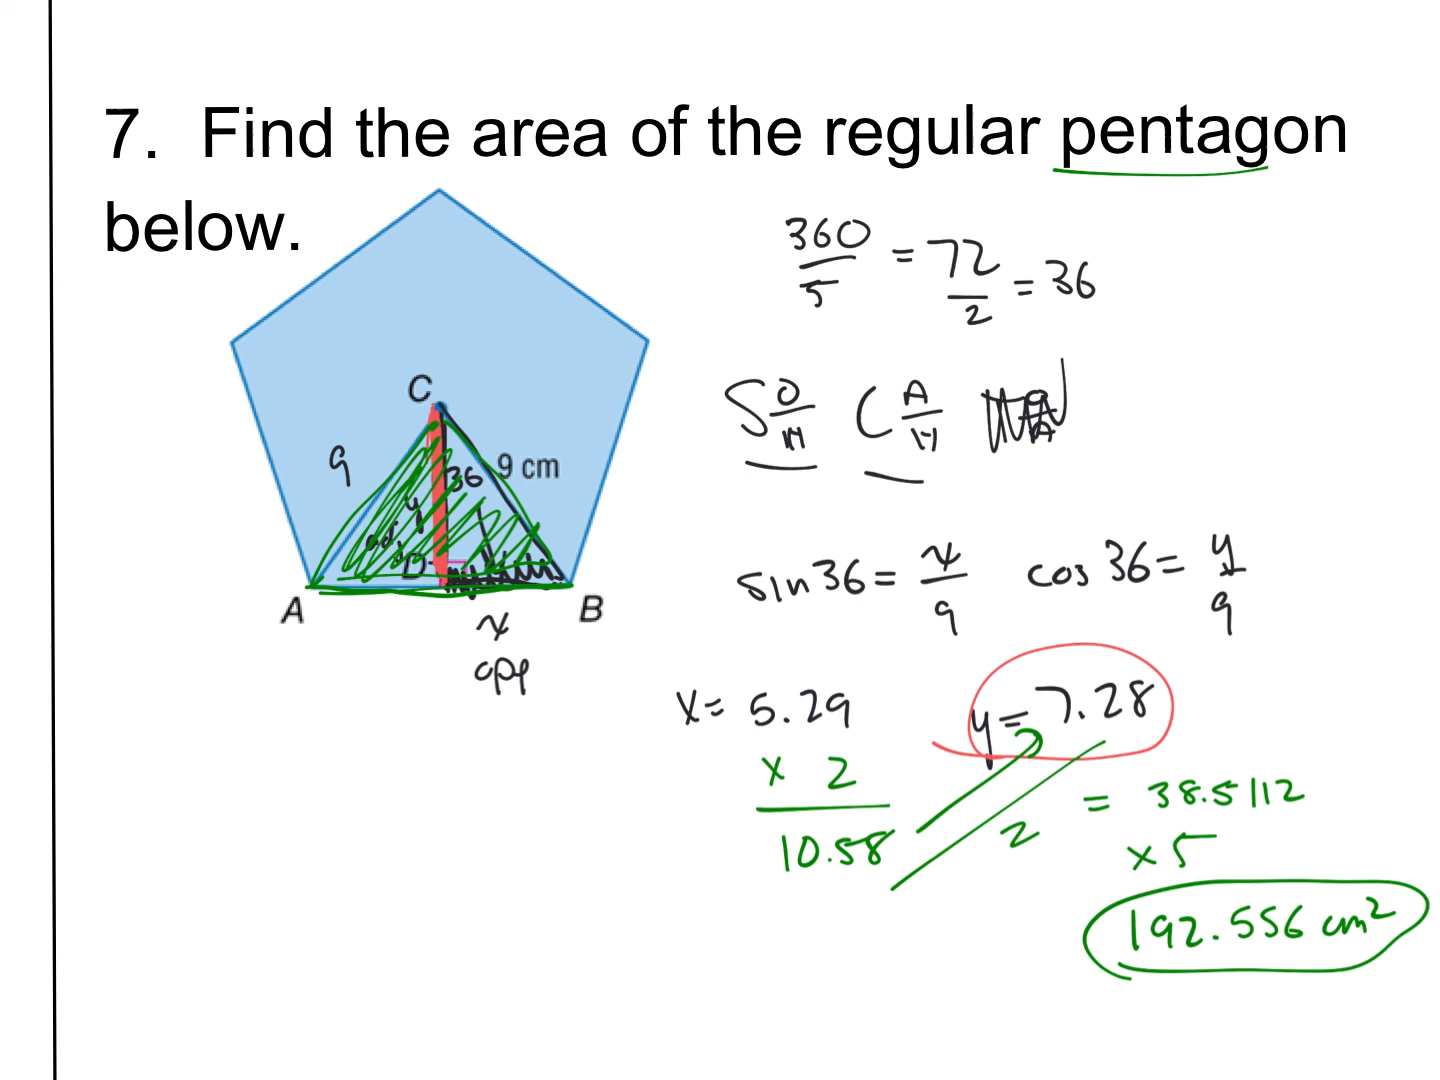 7. Find the area of the regular pentagon
below.
360
5
= 72
2
= 36
C
S O
H
C A
H
9
36
9 cm
y
adj
D
sin 36 = x
9
cos 36 = y
9
A
B
x
opp
x = 5.29
y = 7.28
x 2
10.58
2
= 38.5112
x 5
192.556 cm²